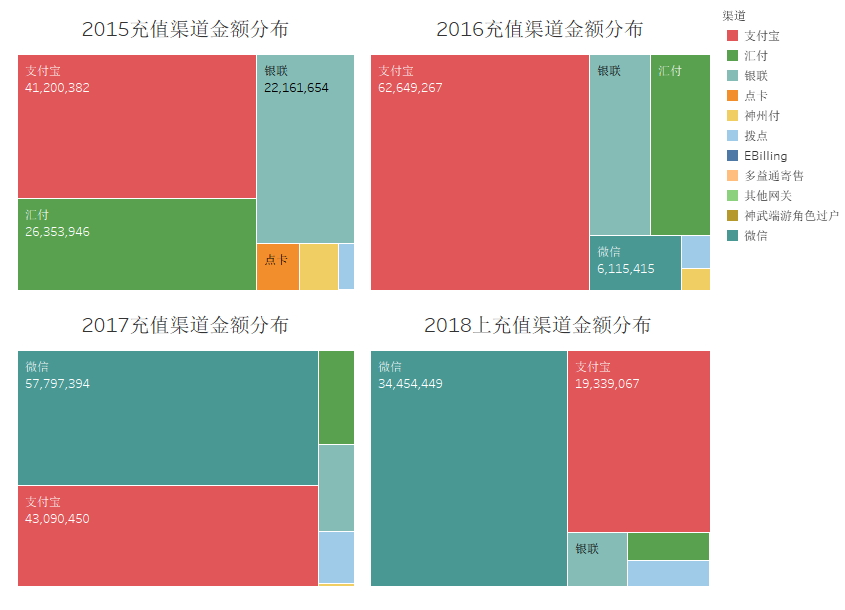 2015充值渠道金额分布
支付宝
41,200,382
银联
22,161,654
汇付
26,353,946
点卡
2016充值渠道金额分布
支付宝
62,649,267
银联
汇付
微信
6,115,415
渠道
支付宝
汇付
银联
点卡
神州付
拨点
EBilling
多益通寄售
其他网关
神武端游角色过户
微信
2017充值渠道金额分布
微信
57,797,394
支付宝
43,090,450
2018上充值渠道金额分布
微信
34,454,449
支付宝
19,339,067
银联